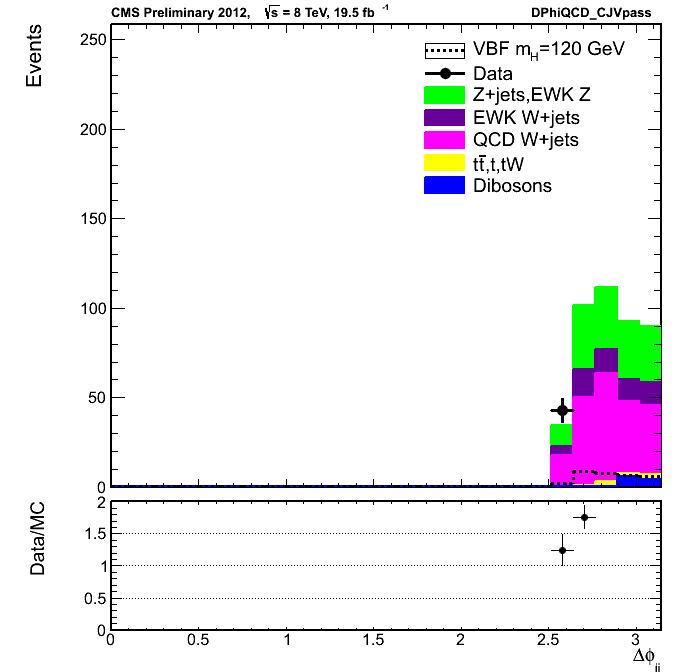 CMS Preliminary 2012, √s = 8 TeV, 19.5 fb⁻¹ DPhiQCD_CJVpass
Events
250
200
150
100
50
0
VBF m_H=120 GeV
Data
Z+jets,EWK Z
EWK W+jets
QCD W+jets
tt̄,t,tW
Dibosons
Data/MC
2
1.5
1
0.5
0
0 0.5 1 1.5 2 2.5 3
Δϕ_jj